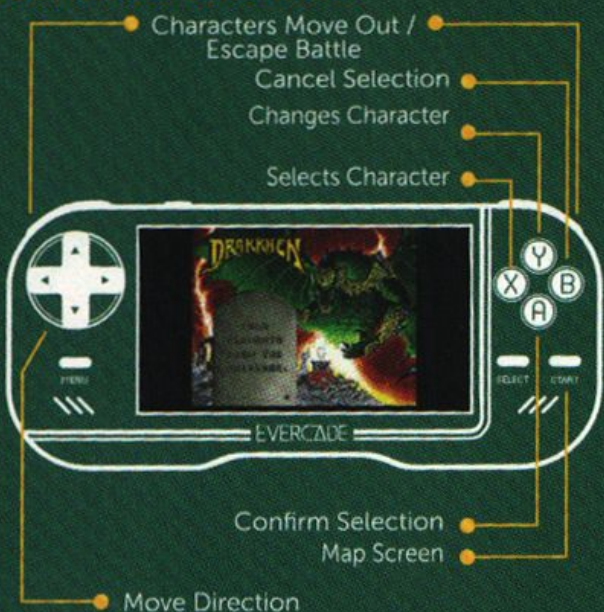 Characters Move Out /
Escape Battle
Cancel Selection
Changes Character
Selects Character
DRAKKHEN
Y
X B
A
MENU
SELECT START
EVERCADE
Confirm Selection
Map Screen
Move Direction